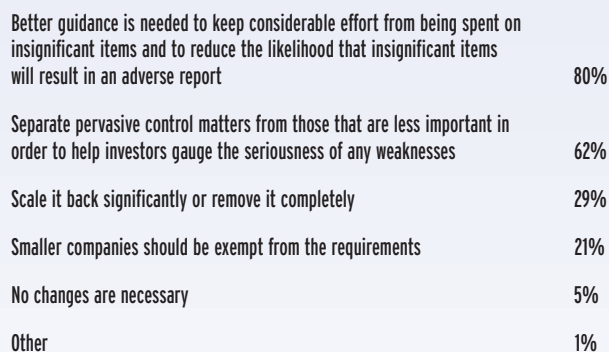 Better guidance is needed to keep considerable effort from being spent on
insignificant items and to reduce the likelihood that insignificant items
will result in an adverse report 80%
Separate pervasive control matters from those that are less important in
order to help investors gauge the seriousness of any weaknesses 62%
Scale it back significantly or remove it completely 29%
Smaller companies should be exempt from the requirements 21%
No changes are necessary 5%
Other 1%